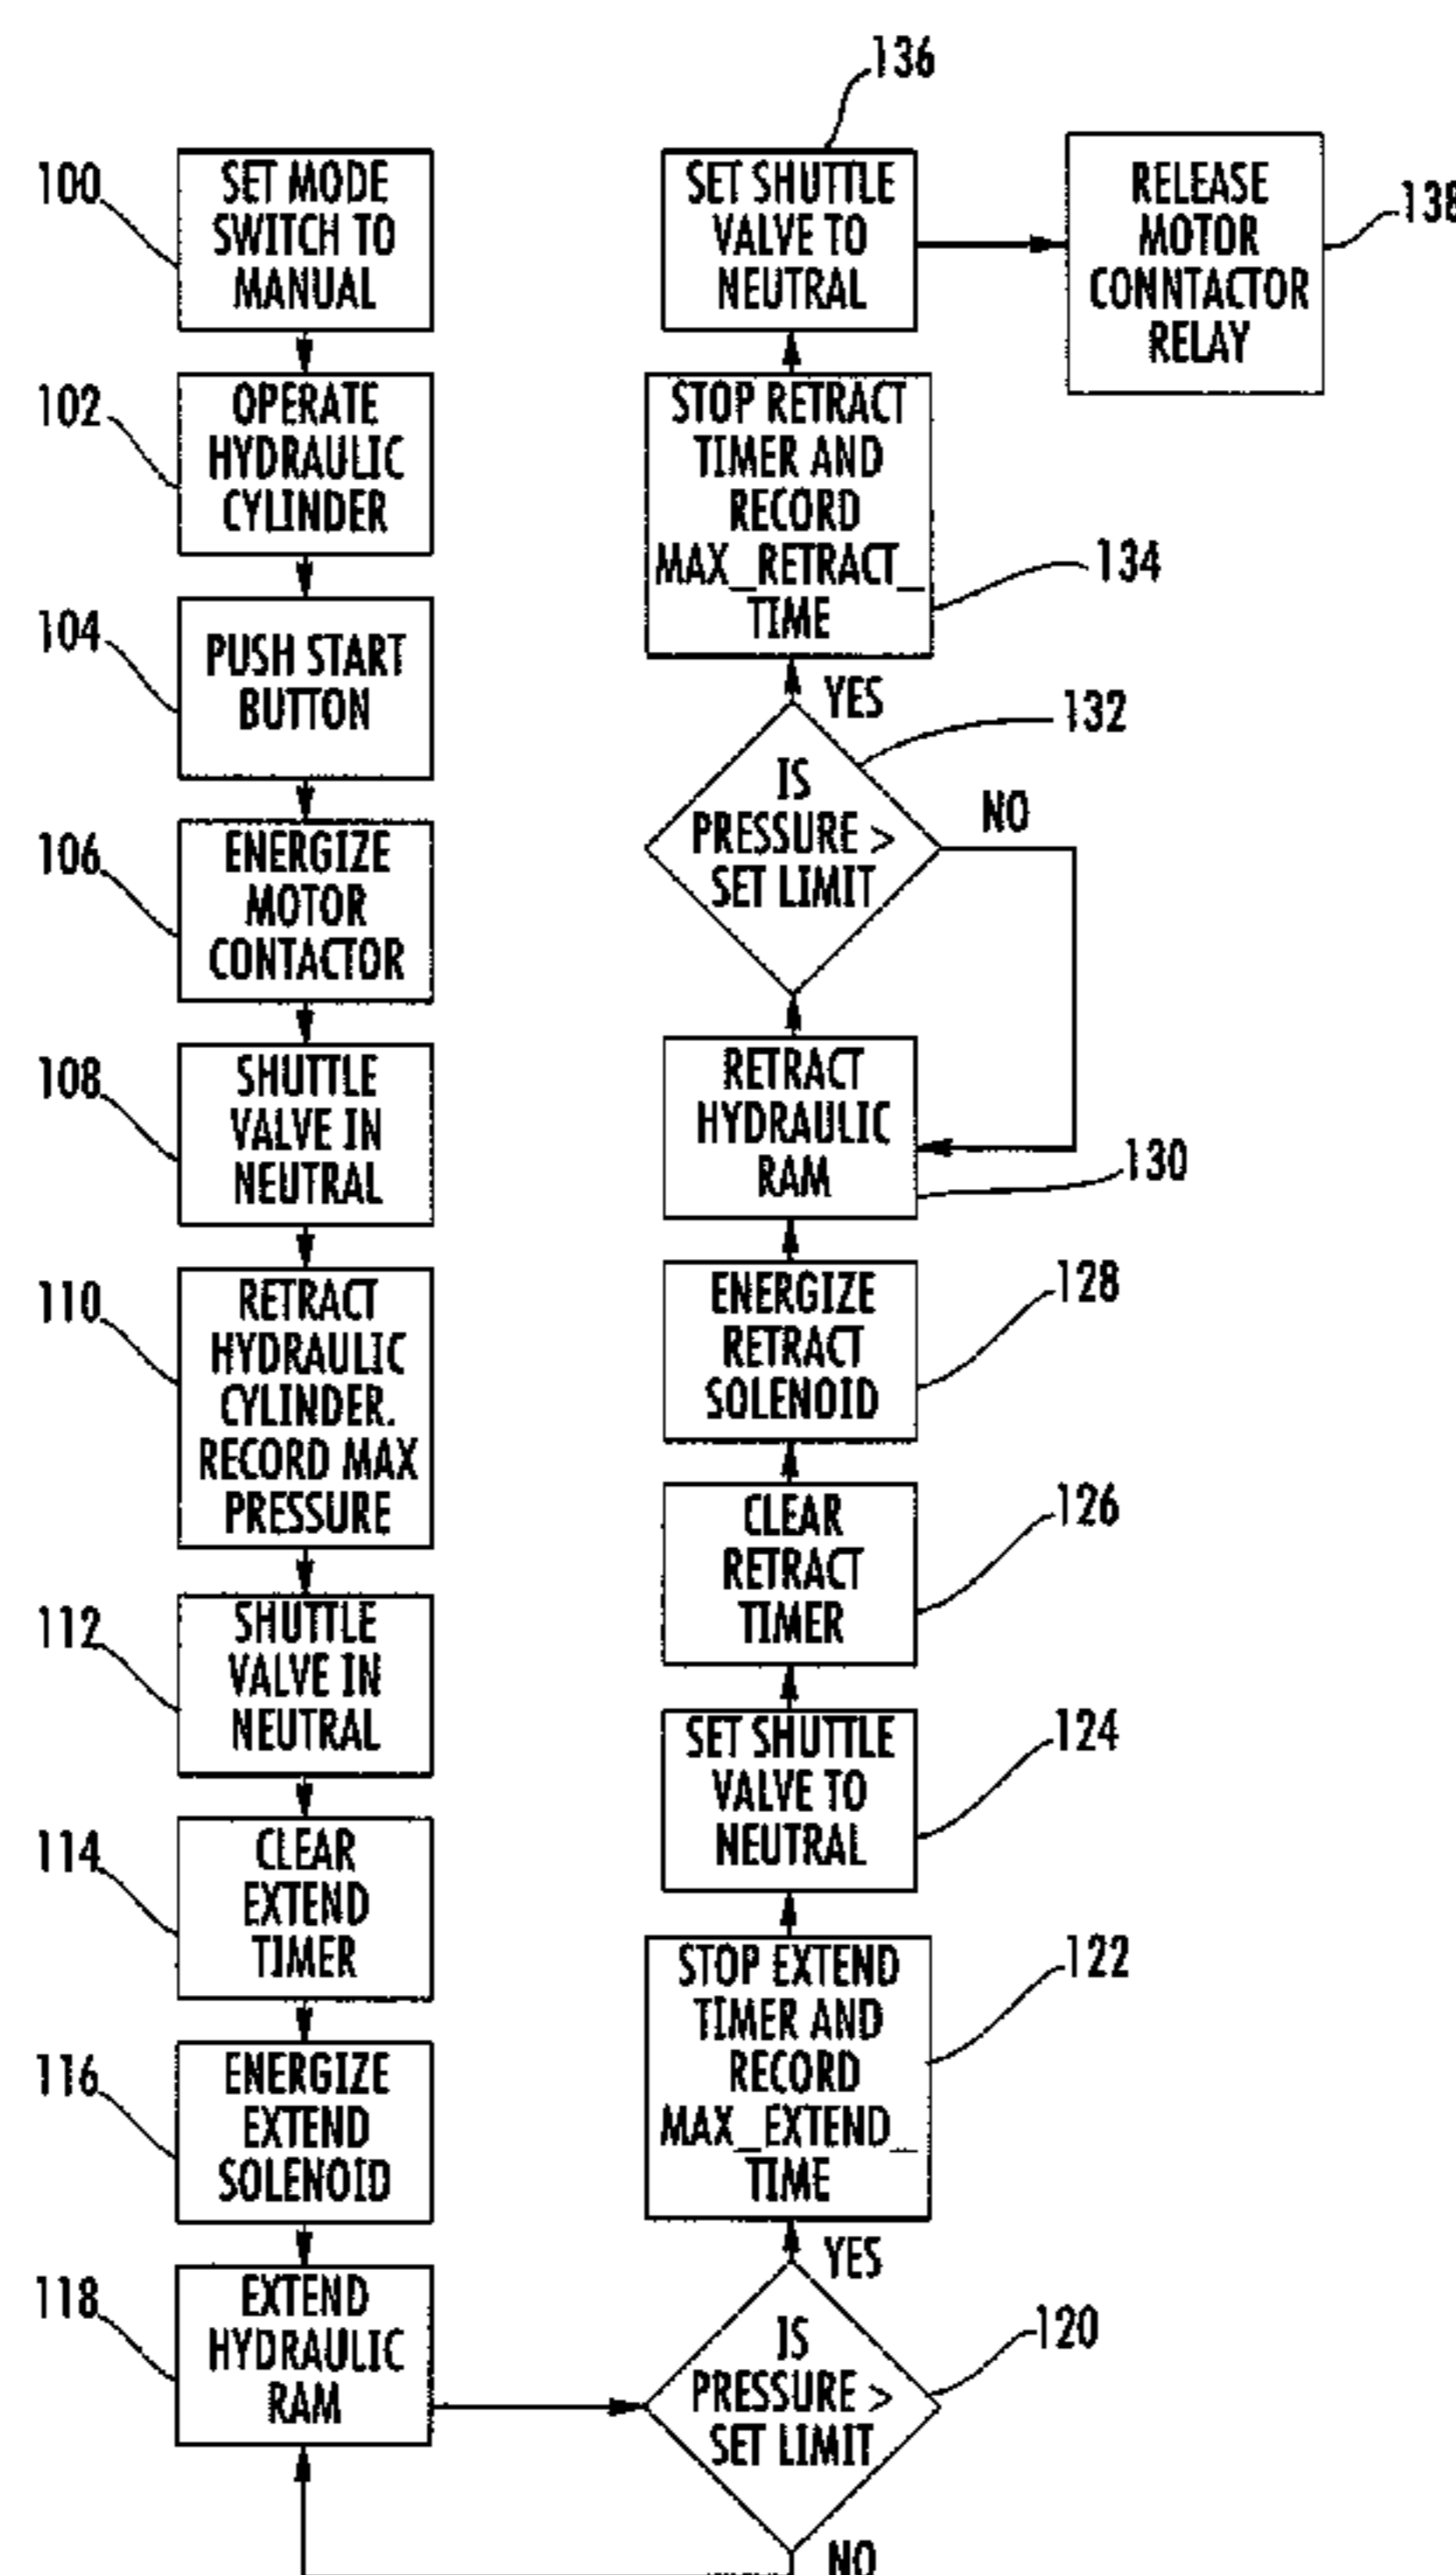 100
SET MODE
SWITCH TO
MANUAL
102
OPERATE
HYDRAULIC
CYLINDER
104
PUSH START
BUTTON
106
ENERGIZE
MOTOR
CONTACTOR
108
SHUTTLE
VALVE IN
NEUTRAL
110
RETRACT
HYDRAULIC
CYLINDER.
RECORD MAX
PRESSURE
112
SHUTTLE
VALVE IN
NEUTRAL
114
CLEAR
EXTEND
TIMER
116
ENERGIZE
EXTEND
SOLENOID
118
EXTEND
HYDRAULIC
RAM
120
IS
PRESSURE >
SET LIMIT
NO
YES
122
STOP EXTEND
TIMER AND
RECORD
MAX_EXTEND_
TIME
124
SET SHUTTLE
VALVE TO
NEUTRAL
126
CLEAR
RETRACT
TIMER
128
ENERGIZE
RETRACT
SOLENOID
130
RETRACT
HYDRAULIC
RAM
132
IS
PRESSURE >
SET LIMIT
NO
YES
134
STOP RETRACT
TIMER AND
RECORD
MAX_RETRACT_
TIME
136
SET SHUTTLE
VALVE TO
NEUTRAL
138
RELEASE
MOTOR
CONNTACTOR
RELAY